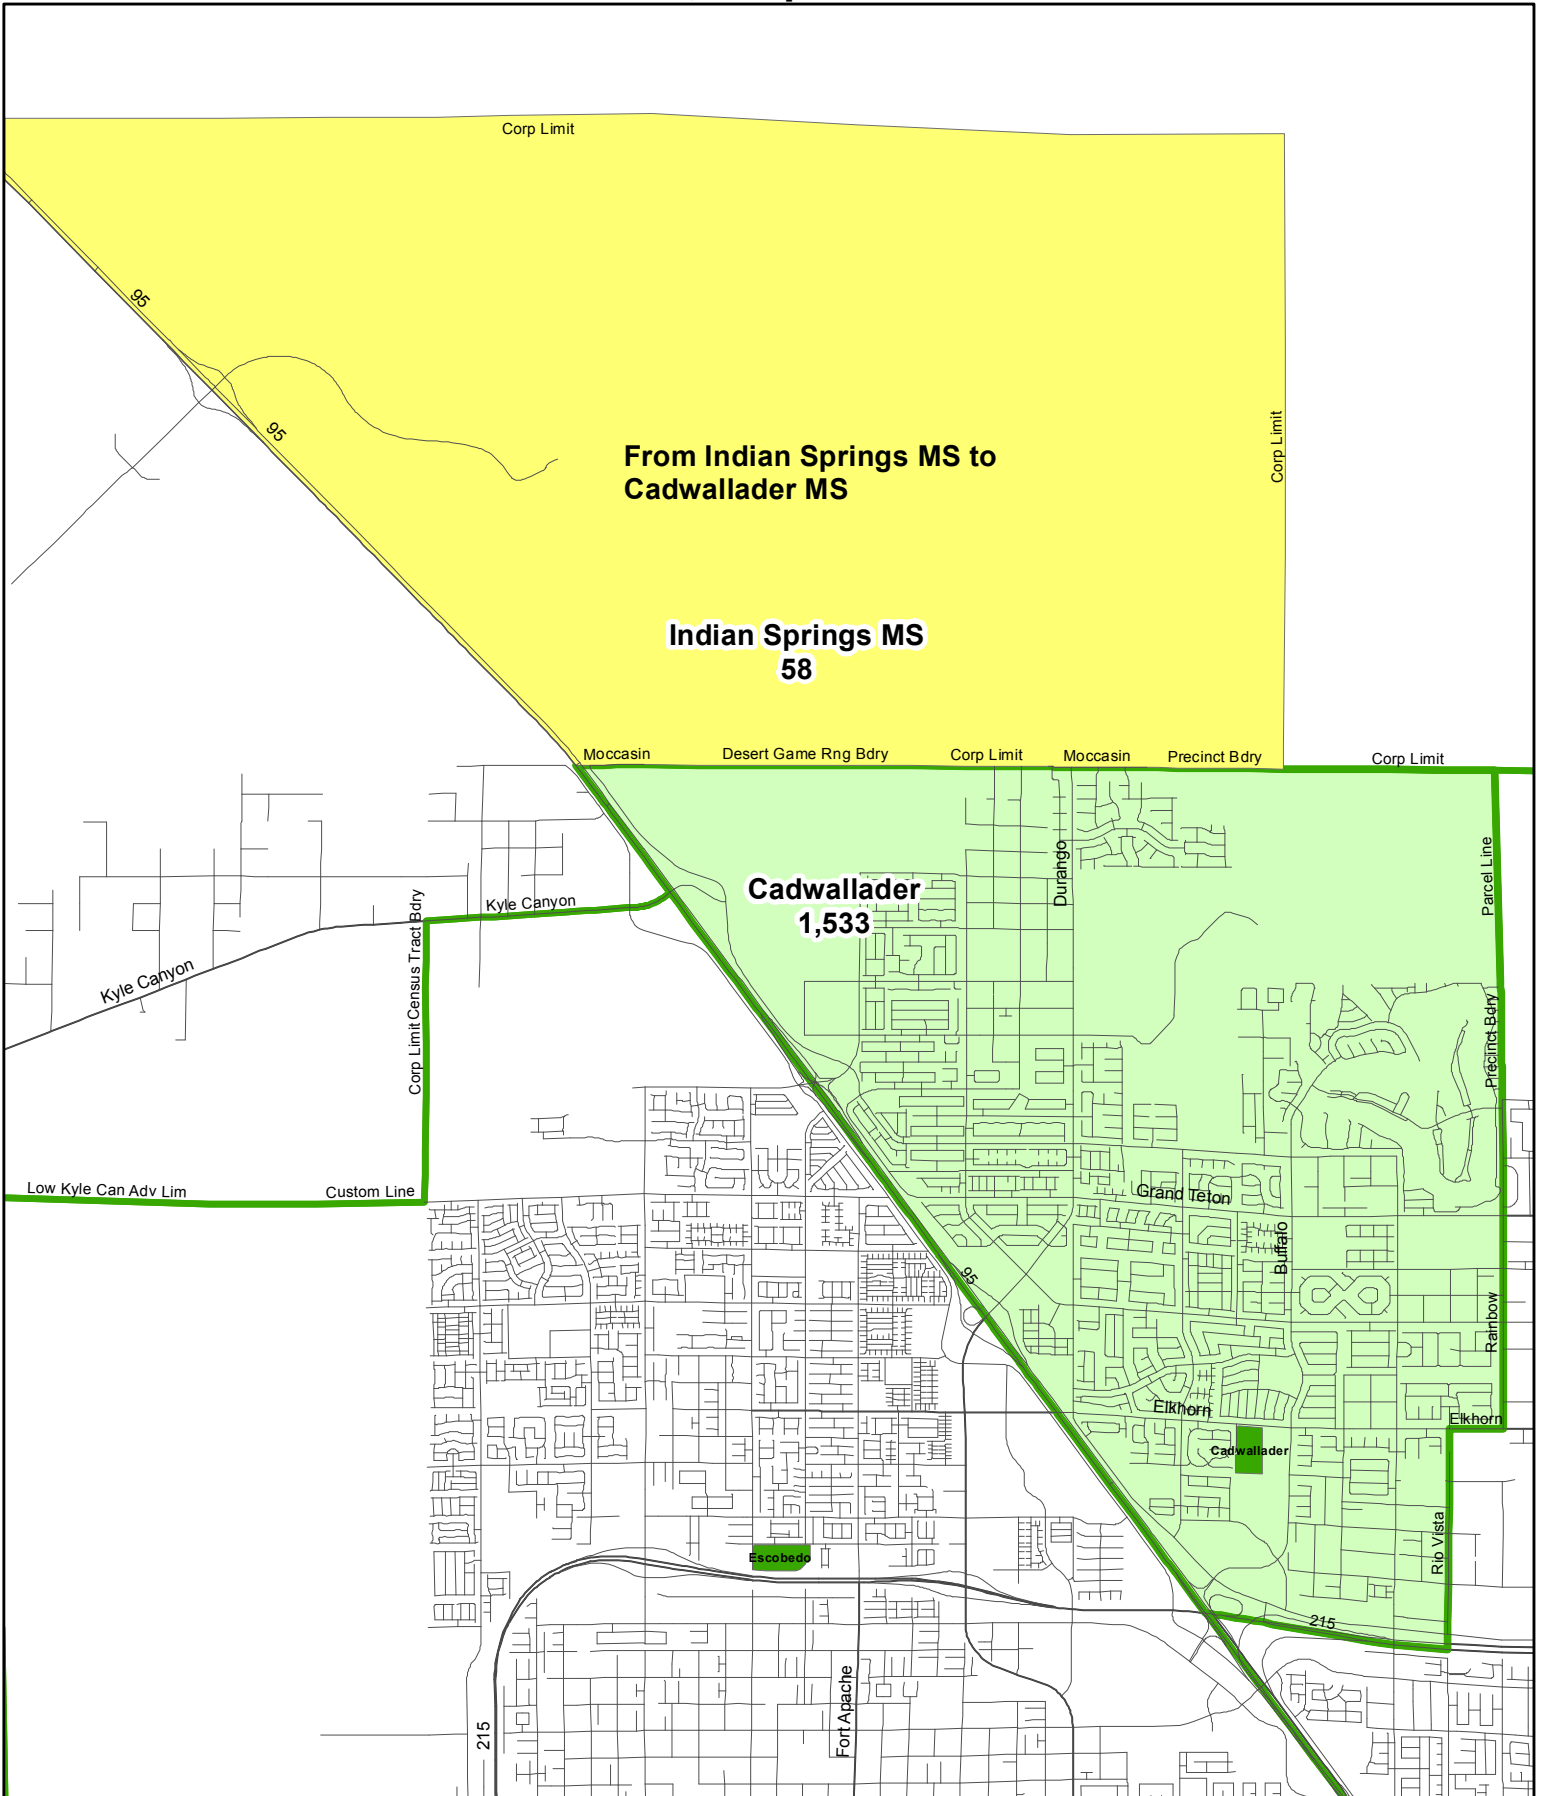 Corp Limit
95
95
Corp Limit
From Indian Springs MS to
Cadwallader MS
Indian Springs MS
58
Moccasin
Desert Game Rng Bdry
Corp Limit
Moccasin
Precinct Bdry
Corp Limit
Durango
Parcel Line
Cadwallader
1,533
Kyle Canyon
Kyle Canyon
Corp Limit Census Tract Bdry
Precinct Bdry
Low Kyle Can Adv Lim
Custom Line
Grand Teton
Buffalo
95
Rainbow
Elkhorn
Elkhorn
Cadwallader
Rio Vista
Escobedo
215
Fort Apache
215